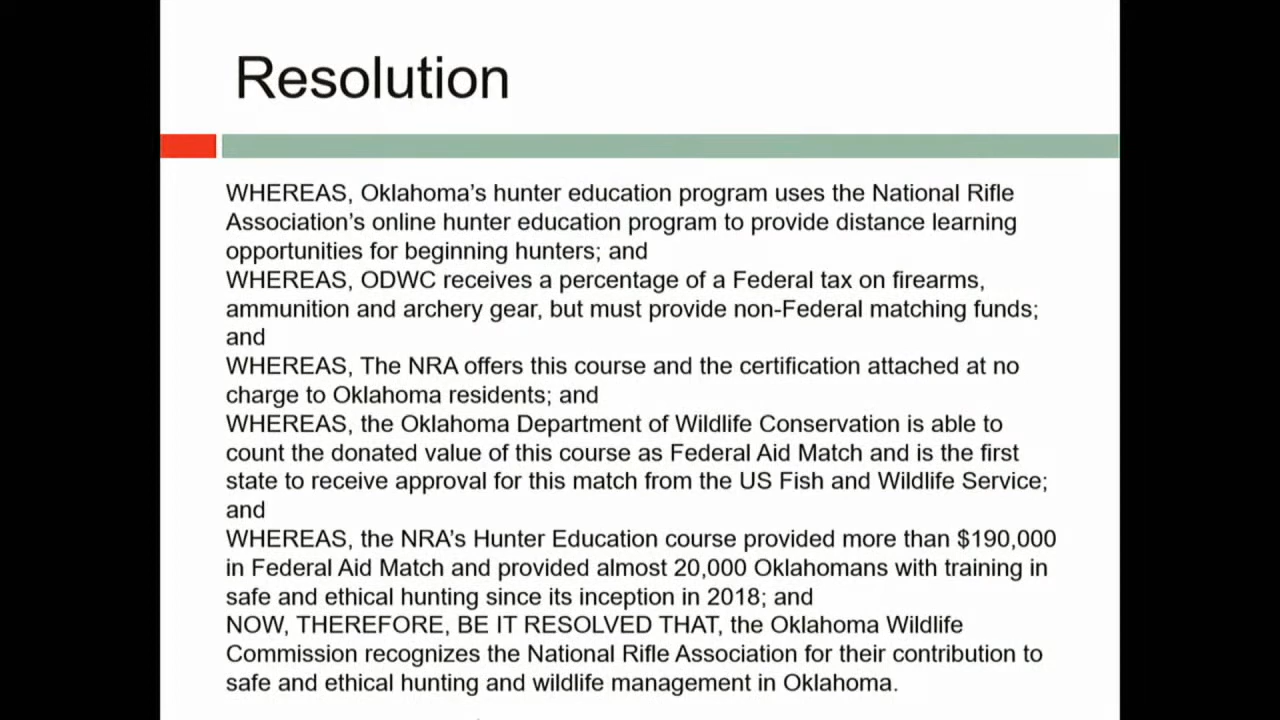 Resolution
WHEREAS, Oklahoma’s hunter education program uses the National Rifle
Association’s online hunter education program to provide distance learning
opportunities for beginning hunters; and
WHEREAS, ODWC receives a percentage of a Federal tax on firearms,
ammunition and archery gear, but must provide non-Federal matching funds;
and
WHEREAS, The NRA offers this course and the certification attached at no
charge to Oklahoma residents; and
WHEREAS, the Oklahoma Department of Wildlife Conservation is able to
count the donated value of this course as Federal Aid Match and is the first
state to receive approval for this match from the US Fish and Wildlife Service;
and
WHEREAS, the NRA’s Hunter Education course provided more than $190,000
in Federal Aid Match and provided almost 20,000 Oklahomans with training in
safe and ethical hunting since its inception in 2018; and
NOW, THEREFORE, BE IT RESOLVED THAT, the Oklahoma Wildlife
Commission recognizes the National Rifle Association for their contribution to
safe and ethical hunting and wildlife management in Oklahoma.